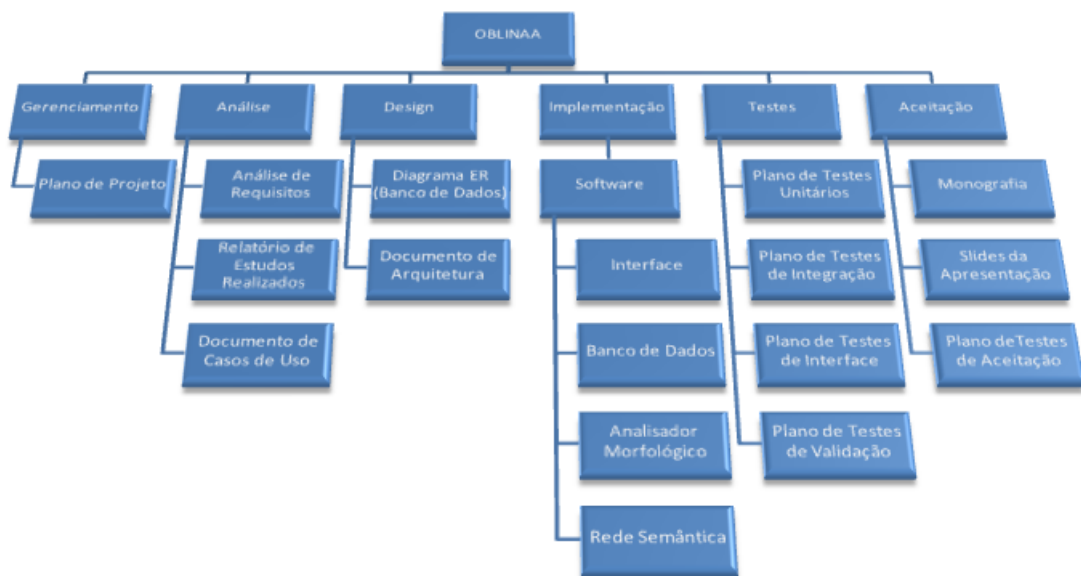 OBLINAA
Gerenciamento
Análise
Design
Implementação
Testes
Aceitação
Plano de Projeto
Análise de
Requisitos
Relatório de
Estudos
Realizados
Documento de
Casos de Uso
Diagrama ER
(Banco de Dados)
Documento de
Arquitetura
Software
Interface
Banco de Dados
Analisador
Morfológico
Rede Semântica
Plano de Testes
Unitários
Plano de Testes
de Integração
Plano de Testes
de Interface
Plano de Testes
de Validação
Monografia
Slides da
Apresentação
Plano deTestes
de Aceitação